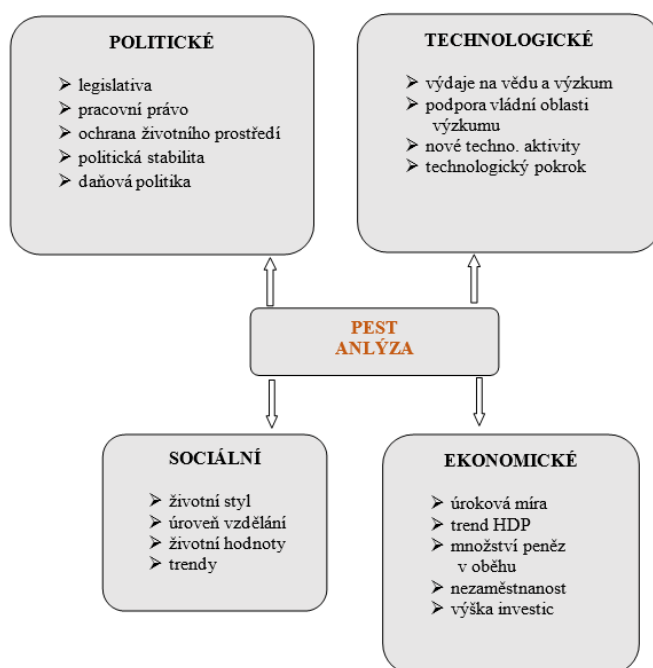 POLITICKÉ
➢ legislativa
➢ pracovní právo
➢ ochrana životního prostředí
➢ politická stabilita
➢ daňová politika
TECHNOLOGICKÉ
➢ výdaje na vědu a výzkum
➢ podpora vládní oblasti
výzkumu
➢ nové techno. aktivity
➢ technologický pokrok
PEST
ANLÝZA
SOCIÁLNÍ
➢ životní styl
➢ úroveň vzdělání
➢ životní hodnoty
➢ trendy
EKONOMICKÉ
➢ úroková míra
➢ trend HDP
➢ množství peněz
v oběhu
➢ nezaměstnanost
➢ výška investic